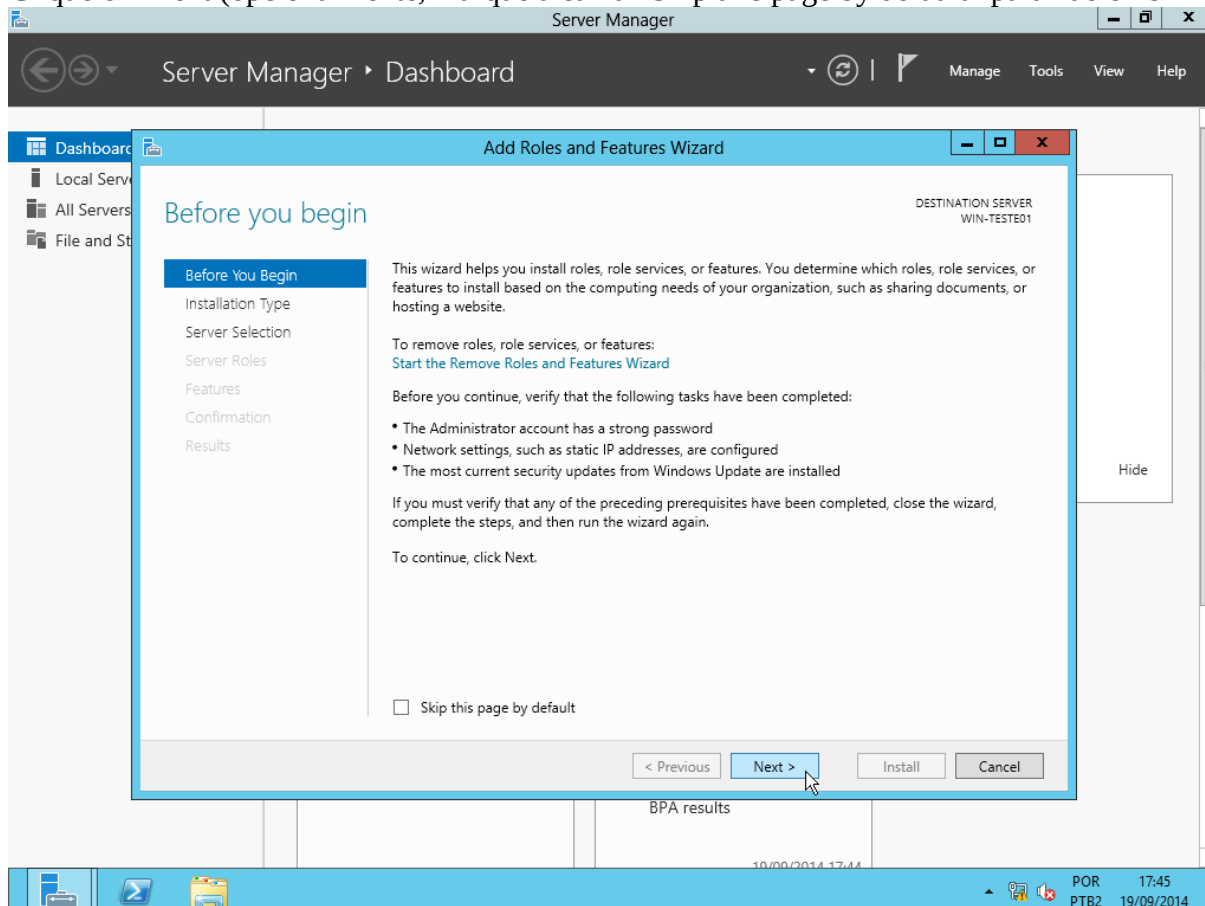 Server Manager
Server Manager • Dashboard
Manage Tools View Help
Dashboard
Local Serve
All Servers
File and St
Add Roles and Features Wizard
Before you begin
DESTINATION SERVER
WIN-TESTE01
Before You Begin
Installation Type
Server Selection
Server Roles
Features
Confirmation
Results
This wizard helps you install roles, role services, or features. You determine which roles, role services, or
features to install based on the computing needs of your organization, such as sharing documents, or
hosting a website.
To remove roles, role services, or features:
Start the Remove Roles and Features Wizard
Before you continue, verify that the following tasks have been completed:
• The Administrator account has a strong password
• Network settings, such as static IP addresses, are configured
• The most current security updates from Windows Update are installed
If you must verify that any of the preceding prerequisites have been completed, close the wizard,
complete the steps, and then run the wizard again.
To continue, click Next.
Skip this page by default
< Previous Next > Install Cancel
Hide
BPA results
19/09/2014 17:44
POR 17:45
PTB2 19/09/2014